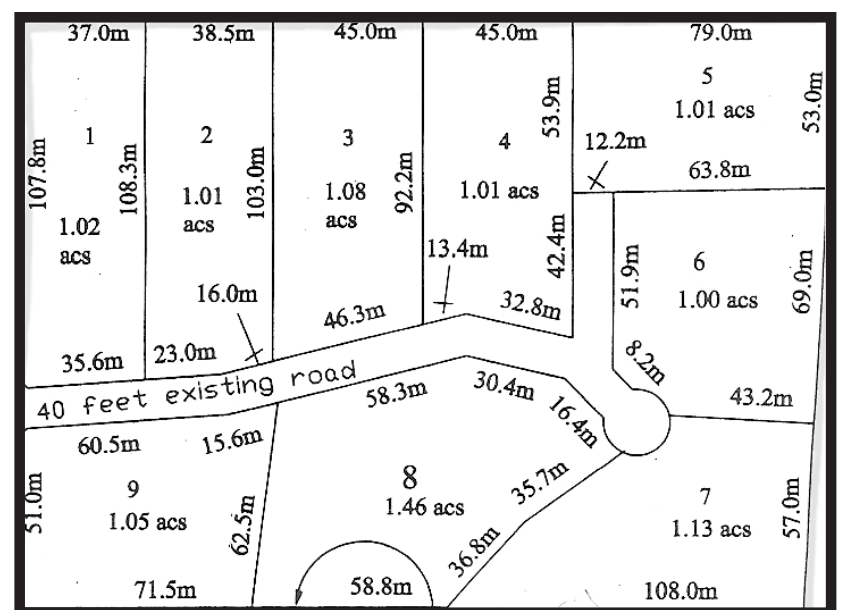 37.0m
38.5m
45.0m
45.0m
79.0m
107.8m
1
1.02
acs
108.3m
35.6m
2
1.01
acs
103.0m
16.0m
23.0m
3
1.08
acs
92.2m
46.3m
4
1.01 acs
53.9m
42.4m
13.4m
32.8m
5
1.01 acs
53.0m
12.2m
63.8m
6
1.00 acs
51.9m
69.0m
8.2m
43.2m
40 feet existing road
60.5m
15.6m
51.0m
9
1.05 acs
62.5m
71.5m
58.3m
30.4m
16.4m
8
1.46 acs
35.7m
36.8m
58.8m
7
1.13 acs
57.0m
108.0m